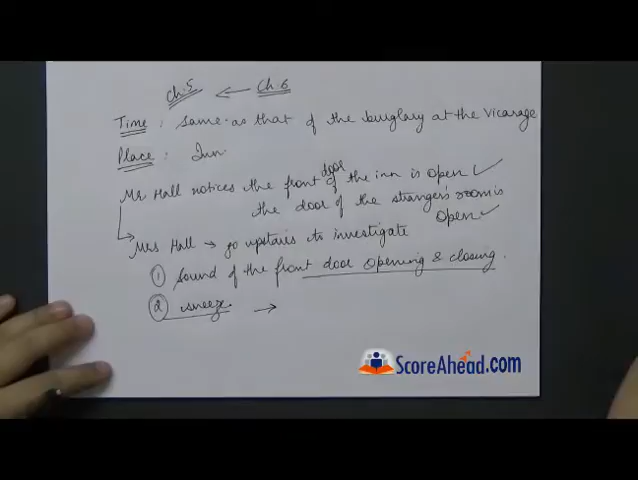 Ch.5 ← Ch.6
Time : same as that of the burglary at the Vicarage
Place : Inn.
door
Mr Hall notices the front of the inn is open ✓
the door of the stranger's room is
open ✓
Mrs Hall → go upstairs to investigate
① sound of the front door opening & closing.
② sneeze. →
ScoreAhead.com